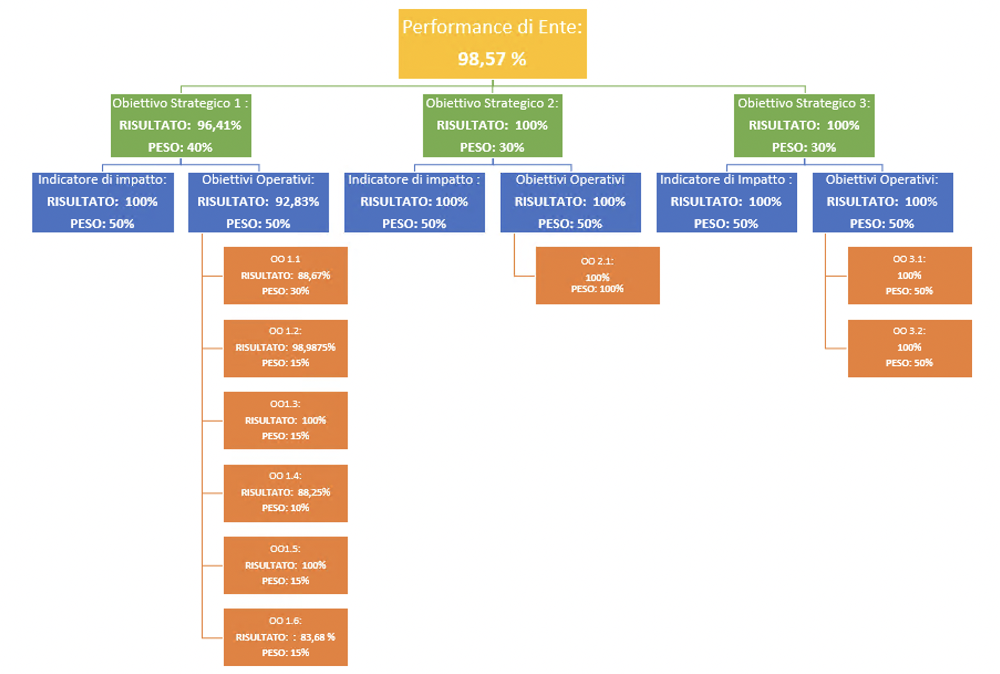 Performance di Ente:
98,57 %
Obiettivo Strategico 1 :
RISULTATO: 96,41%
PESO: 40%
Obiettivo Strategico 2:
RISULTATO: 100%
PESO: 30%
Obiettivo Strategico 3:
RISULTATO: 100%
PESO: 30%
Indicatore di impatto:
RISULTATO: 100%
PESO: 50%
Obiettivi Operativi:
RISULTATO: 92,83%
PESO: 50%
Indicatore di impatto :
RISULTATO: 100%
PESO: 50%
Obiettivi Operativi
RISULTATO: 100%
PESO: 50%
Indicatore di Impatto :
RISULTATO: 100%
PESO: 50%
Obiettivi Operativi:
RISULTATO: 100%
PESO: 50%
OO 1.1
RISULTATO: 88,67%
PESO: 30%
OO 1.2:
RISULTATO: 98,9875%
PESO: 15%
OO1.3:
RISULTATO: 100%
PESO: 15%
OO 1.4:
RISULTATO: 88,25%
PESO: 10%
OO1.5:
RISULTATO: 100%
PESO: 15%
OO 1.6:
RISULTATO: : 83,68 %
PESO: 15%
OO 2.1:
100%
PESO: 100%
OO 3.1:
100%
PESO: 50%
OO 3.2:
100%
PESO: 50%